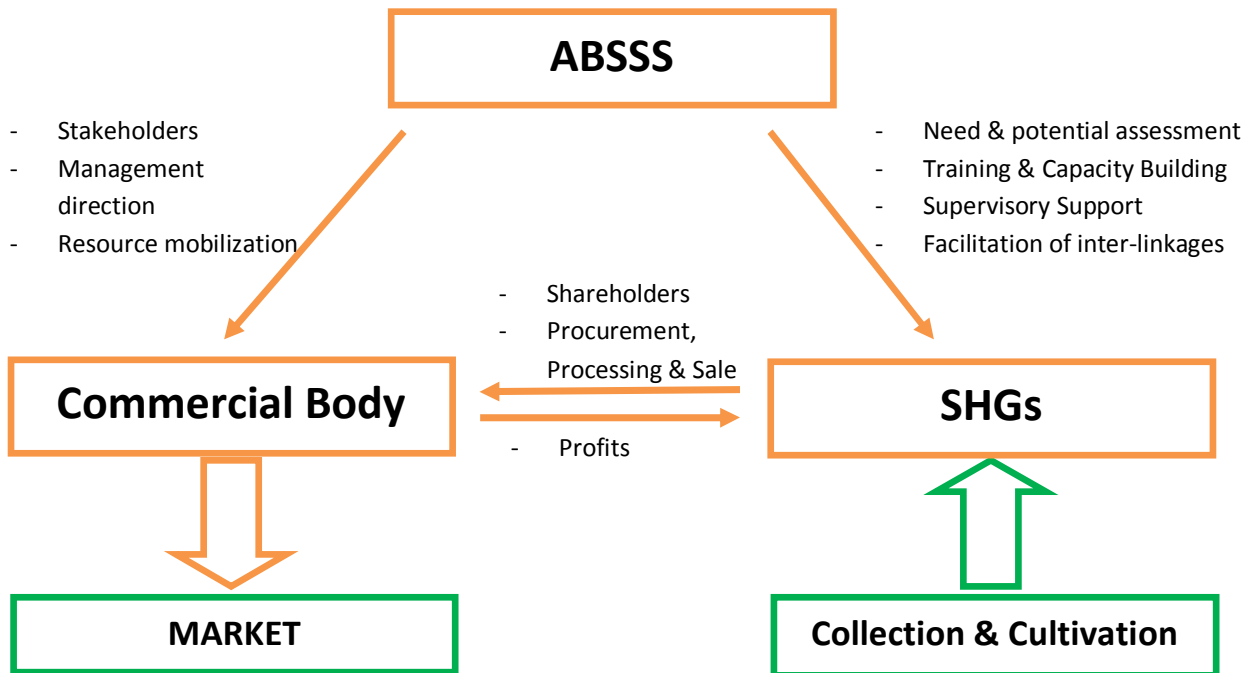 ABSSS
- Stakeholders
- Management
direction
- Resource mobilization
- Need & potential assessment
- Training & Capacity Building
- Supervisory Support
- Facilitation of inter-linkages
- Shareholders
- Procurement,
Processing & Sale
Commercial Body
SHGs
- Profits
MARKET
Collection & Cultivation